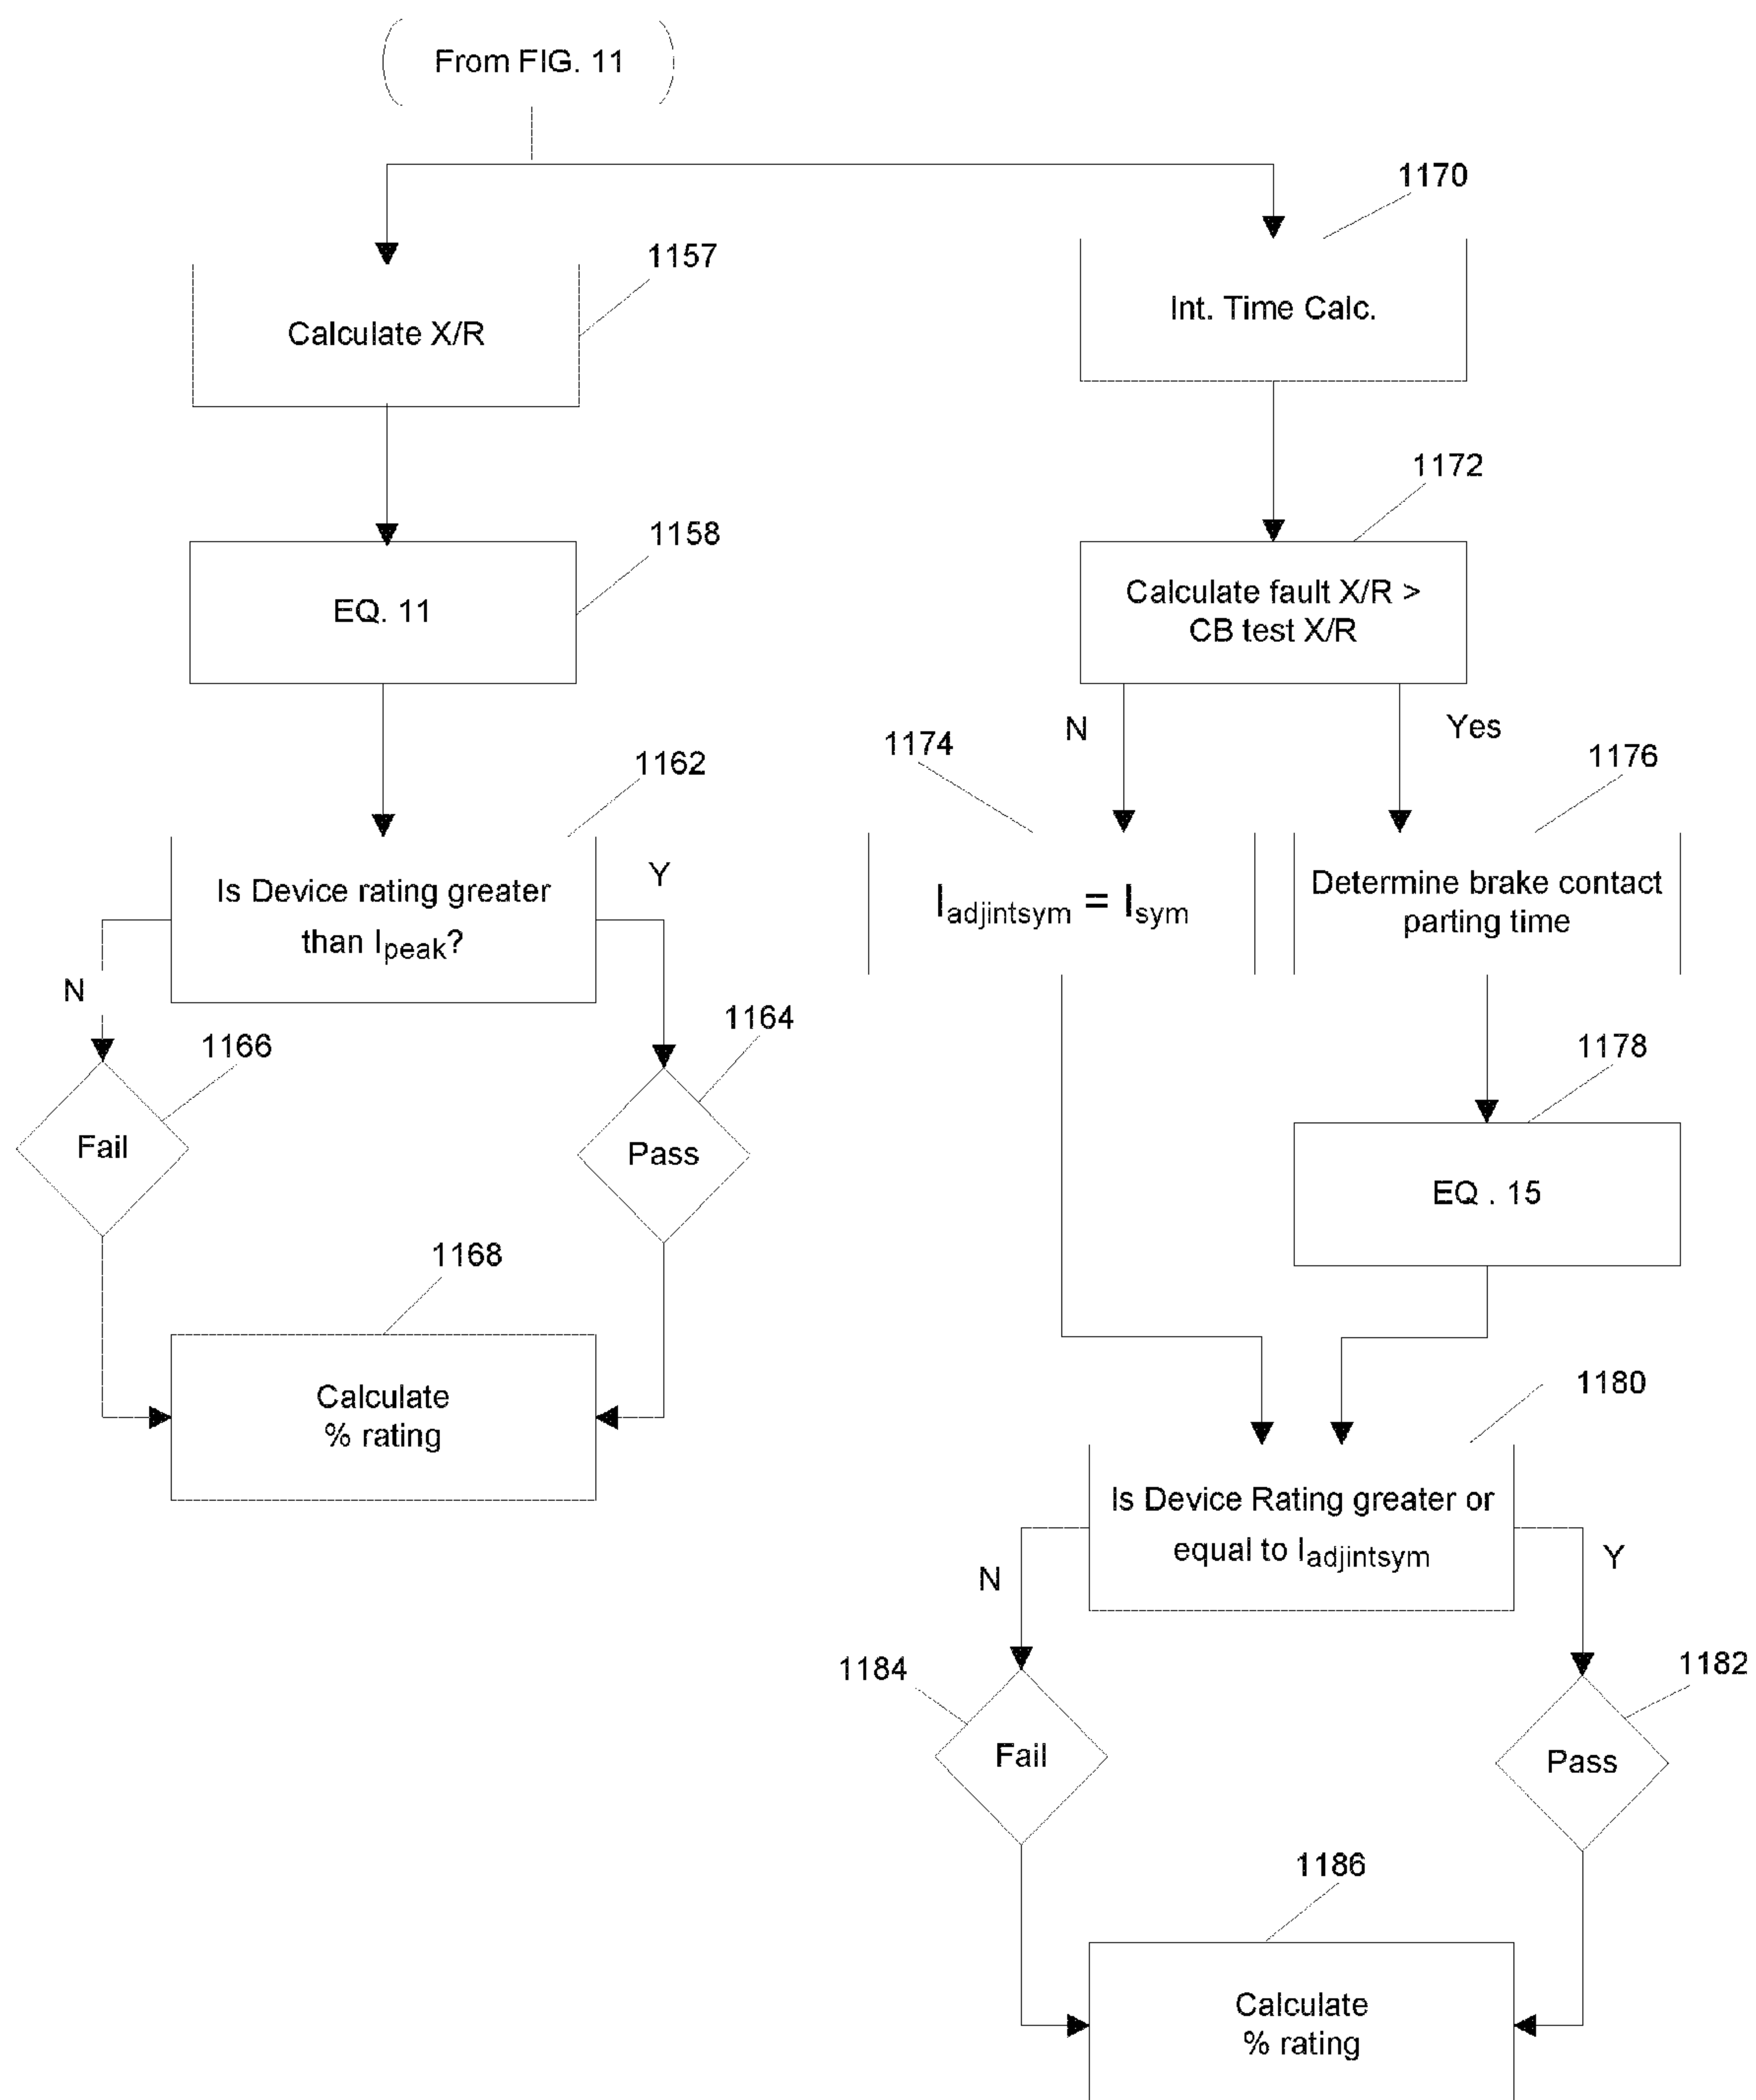 From FIG. 11
1170
1157
Int. Time Calc.
Calculate X/R
1172
1158
Calculate fault X/R >
CB test X/R
EQ. 11
N
Yes
1174
1176
1162
Is Device rating greater
than Ipeak?
Y
N
Iadjintsym = Isym
Determine brake contact
parting time
1166
1164
1178
Fail
Pass
EQ . 15
1168
Calculate
% rating
1180
Is Device Rating greater or
equal to Iadjintsym
N
Y
1184
1182
Fail
Pass
1186
Calculate
% rating